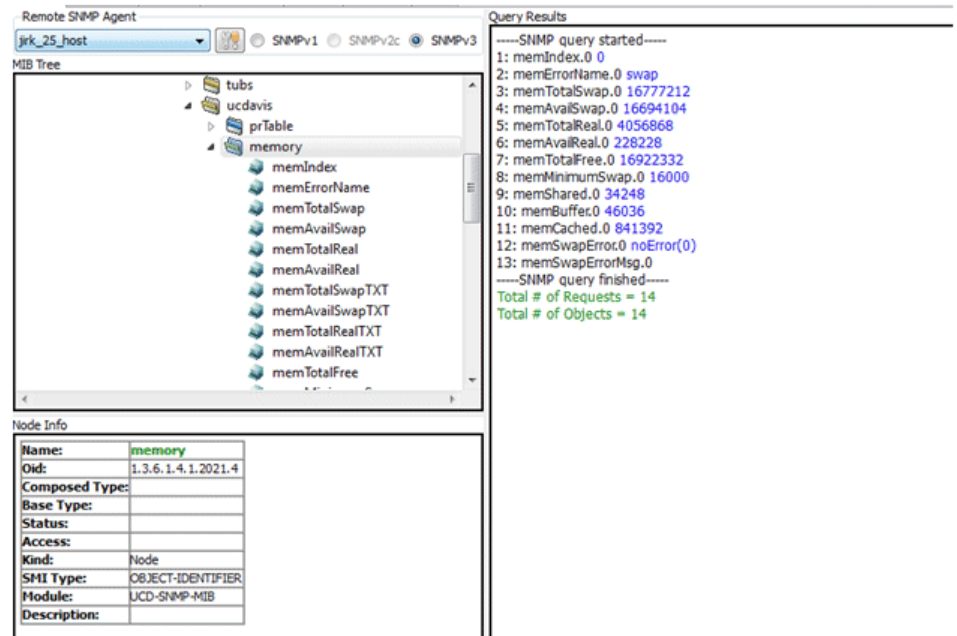 Remote SNMP Agent
jirk_25_host
SNMPv1
SNMPv2c
SNMPv3
MIB Tree
tubs
ucdavis
prTable
memory
memIndex
memErrorName
memTotalSwap
memAvailSwap
memTotalReal
memAvailReal
memTotalSwapTXT
memAvailSwapTXT
memTotalRealTXT
memAvailRealTXT
memTotalFree
Node Info
Name: memory
Oid: 1.3.6.1.4.1.2021.4
Composed Type:
Base Type:
Status:
Access:
Kind: Node
SMI Type: OBJECT-IDENTIFIER
Module: UCD-SNMP-MIB
Description:
Query Results
-----SNMP query started-----
1: memIndex.0 0
2: memErrorName.0 swap
3: memTotalSwap.0 16777212
4: memAvailSwap.0 16694104
5: memTotalReal.0 4056868
6: memAvailReal.0 228228
7: memTotalFree.0 16922332
8: memMinimumSwap.0 16000
9: memShared.0 34248
10: memBuffer.0 46036
11: memCached.0 841392
12: memSwapError.0 noError(0)
13: memSwapErrorMsg.0
-----SNMP query finished-----
Total # of Requests = 14
Total # of Objects = 14